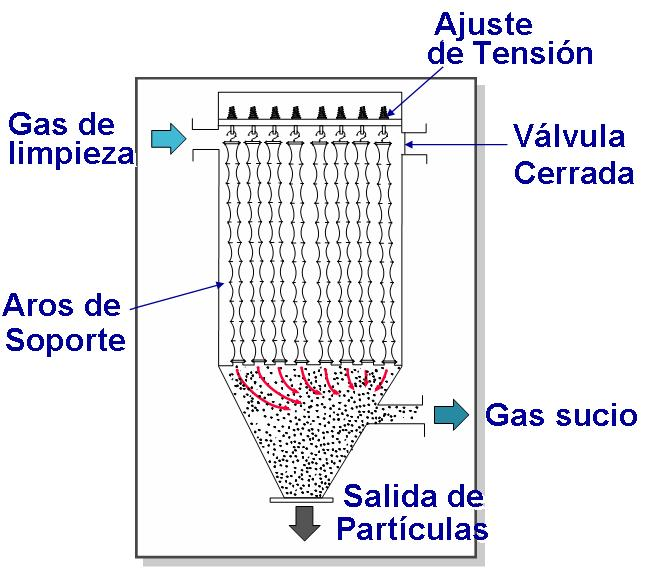 Ajuste
de Tensión
Gas de
limpieza
Válvula
Cerrada
Aros de
Soporte
Gas sucio
Salida de
Partículas